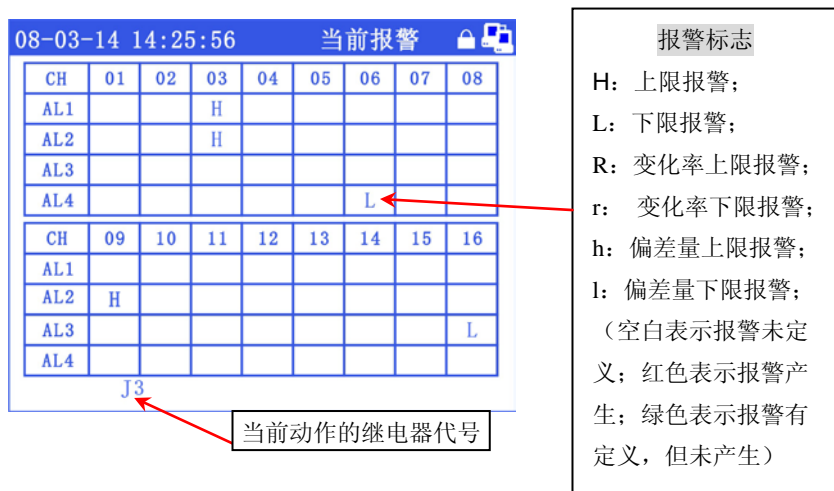 08-03-14 14:25:56 当前报警
CH 01 02 03 04 05 06 07 08
AL1 H
AL2 H
AL3
AL4 L
CH 09 10 11 12 13 14 15 16
AL1
AL2 H
AL3 L
AL4
J3
当前动作的继电器代号
报警标志
H：上限报警；
L：下限报警；
R：变化率上限报警；
r： 变化率下限报警；
h：偏差量上限报警；
l：偏差量下限报警；
（空白表示报警未定
义；红色表示报警产
生；绿色表示报警有
定义，但未产生）